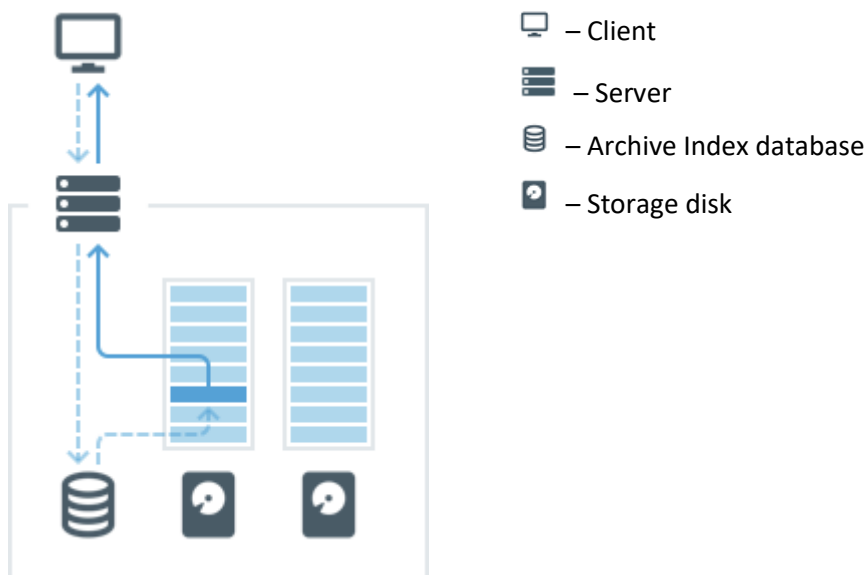 – Client
– Server
– Archive Index database
– Storage disk